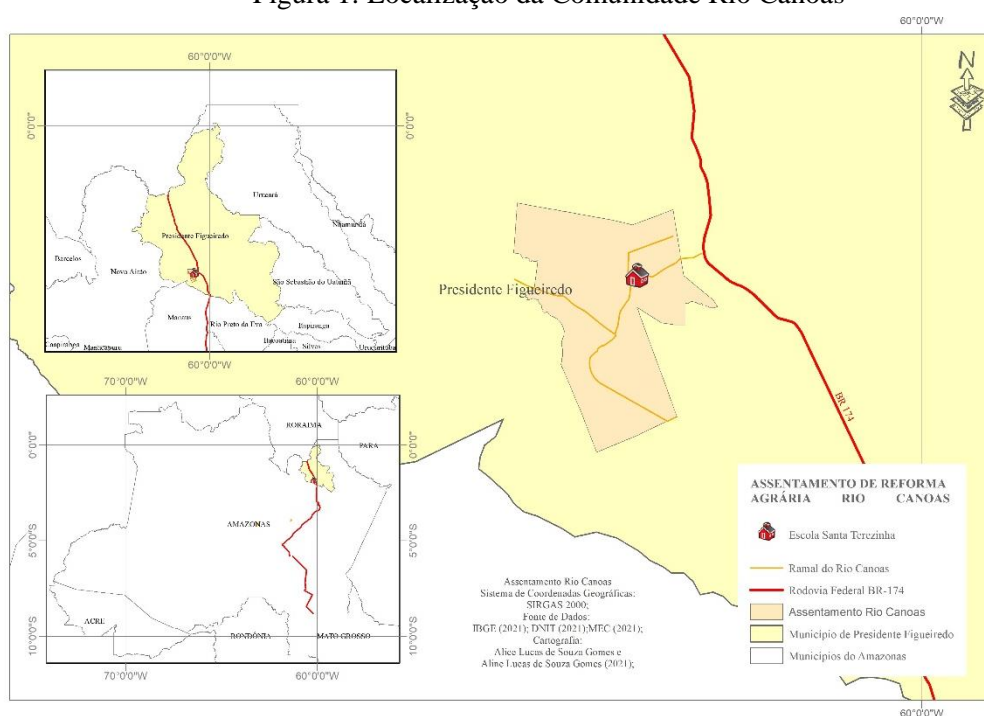 Figura 1: Localização da Comunidade Rio Canoas
60°0'0"W
60°0'0"W
0°0'0"
0°0'0"
Urucará
Nhamundá
Presidente Figueiredo
Barcelos
Novo Airão
São Sebastião do Uatumã
Manaus
Rio Preto da Eva
Itapiranga
Silves
Manacapuru
60°0'0"W
70°0'0"W
60°0'0"W
RORAIMA
PARÁ
0°0'0"
0°0'0"
AMAZONAS
5°0'0"S
5°0'0"S
ACRE
RONDÔNIA
MATO GROSSO
10°0'0"S
10°0'0"S
70°0'0"W
60°0'0"W
N
Presidente Figueiredo
BR 174
Assentamento Rio Canoas
Sistema de Coordenadas Geográficas:
SIRGAS 2000;
Fonte de Dados:
IBGE (2021); DNIT (2021);MEC (2021);
Cartografia:
Alice Lucas de Souza Gomes e
Aline Lucas de Souza Gomes (2021);
ASSENTAMENTO DE REFORMA
AGRÁRIA RIO CANOAS
Escola Santa Terezinha
Ramal do Rio Canoas
Rodovia Federal BR-174
Assentamento Rio Canoas
Município de Presidente Figueiredo
Municípios do Amazonas
60°0'0"W